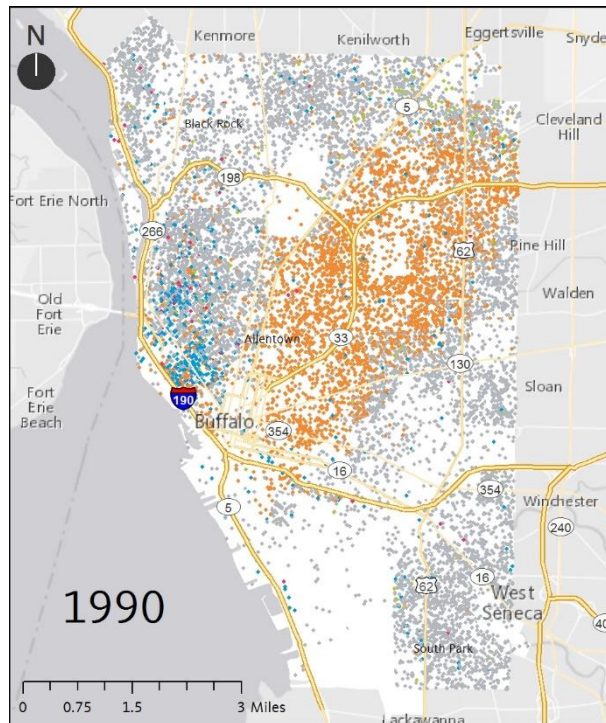 N
Kenmore
Kenilworth
Eggertsville
Snyde
5
Cleveland
Hill
Black Rock
198
Fort Erie North
266
62
Pine Hill
Old
Fort
Erie
Walden
Allentown
33
130
Fort
Erie
Beach
190
Sloan
Buffalo
354
16
354
Winchester
5
240
1990
62
16
West
Seneca
40
South Park
0 0.75 1.5 3 Miles
Lackawanna